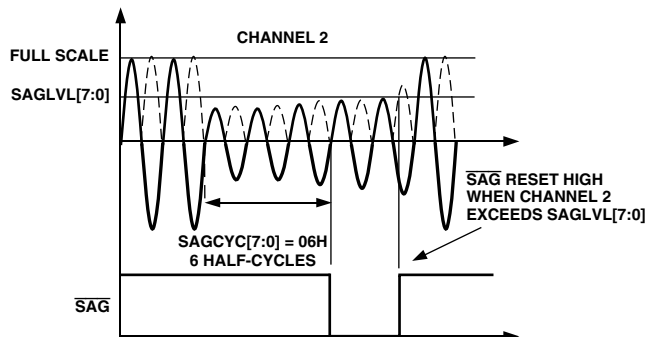 CHANNEL 2
FULL SCALE
SAGLVL[7:0]
SAG RESET HIGH
WHEN CHANNEL 2
EXCEEDS SAGLVL[7:0]
SAGCYC[7:0] = 06H
6 HALF-CYCLES
SAG